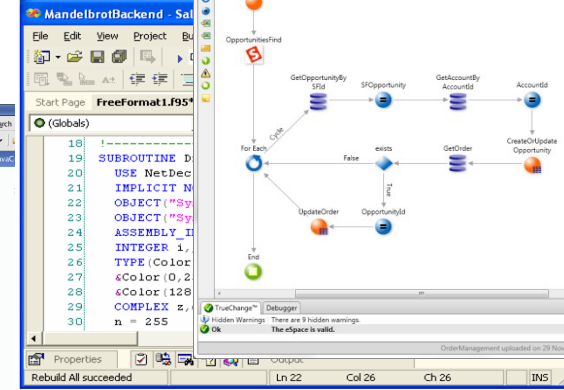 MandelbrotBackend - Sal
File Edit View Project Bu
Start Page FreeFormat1.f95*
(Globals)
18 !
19 SUBROUTINE D
20 USE NetDec
21 IMPLICIT NO
22 OBJECT("Sy
23 OBJECT("Sy
24 ASSEMBLY_I
25 INTEGER i,
26 TYPE(Color
27 &Color(0,2
28 &Color(128
29 COMPLEX z,
30 n = 255
Properties
Output
Rebuild All succeeded
Ln 22 Col 26 Ch 26 INS
OpportunitiesFind
GetOpportunityBy
SFId
SFOpportunity
GetAccountBy
AccountId
AccountId
Cycle
For Each
False
exists
GetOrder
CreateOrUpdate
Opportunity
True
UpdateOrder
OpportunityId
End
TrueChange™ Debugger
Hidden Warnings There are 9 hidden warnings.
Ok The eSpace is valid.
OrderManagement uploaded on 29 Nov